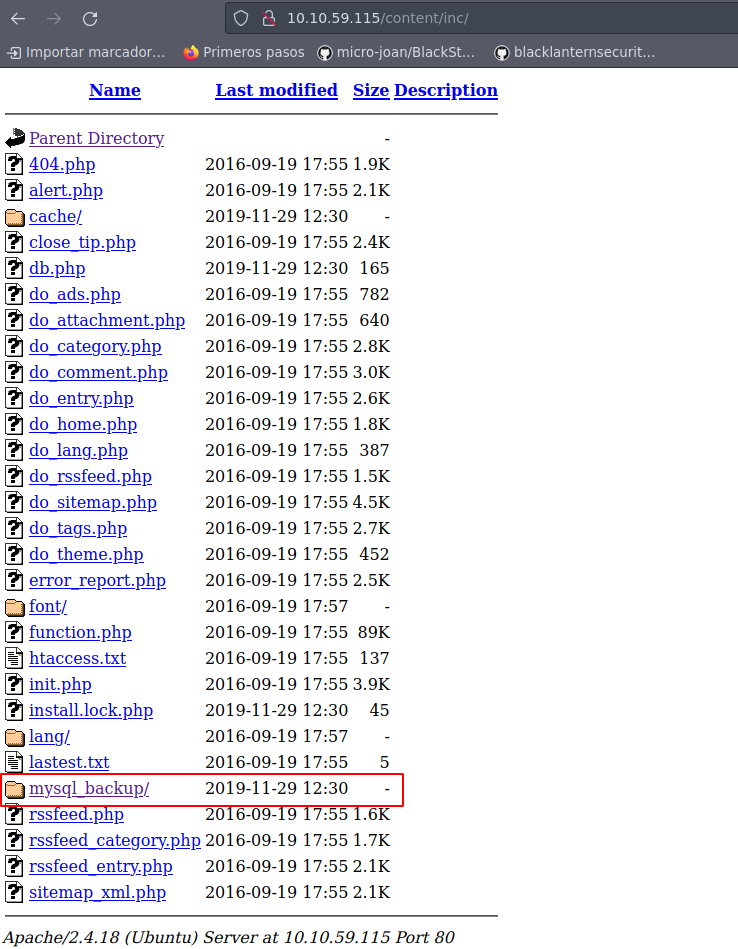 10.10.59.115/content/inc/
Importar marcador… Primeros pasos micro-joan/BlackSt… blacklanternsecurit…
Name Last modified Size Description
Parent Directory -
404.php 2016-09-19 17:55 1.9K
alert.php 2016-09-19 17:55 2.1K
cache/ 2019-11-29 12:30 -
close_tip.php 2016-09-19 17:55 2.4K
db.php 2019-11-29 12:30 165
do_ads.php 2016-09-19 17:55 782
do_attachment.php 2016-09-19 17:55 640
do_category.php 2016-09-19 17:55 2.8K
do_comment.php 2016-09-19 17:55 3.0K
do_entry.php 2016-09-19 17:55 2.6K
do_home.php 2016-09-19 17:55 1.8K
do_lang.php 2016-09-19 17:55 387
do_rssfeed.php 2016-09-19 17:55 1.5K
do_sitemap.php 2016-09-19 17:55 4.5K
do_tags.php 2016-09-19 17:55 2.7K
do_theme.php 2016-09-19 17:55 452
error_report.php 2016-09-19 17:55 2.5K
font/ 2016-09-19 17:57 -
function.php 2016-09-19 17:55 89K
htaccess.txt 2016-09-19 17:55 137
init.php 2016-09-19 17:55 3.9K
install.lock.php 2019-11-29 12:30 45
lang/ 2016-09-19 17:57 -
lastest.txt 2016-09-19 17:55 5
mysql_backup/ 2019-11-29 12:30 -
rssfeed.php 2016-09-19 17:55 1.6K
rssfeed_category.php 2016-09-19 17:55 1.7K
rssfeed_entry.php 2016-09-19 17:55 2.1K
sitemap_xml.php 2016-09-19 17:55 2.1K
Apache/2.4.18 (Ubuntu) Server at 10.10.59.115 Port 80